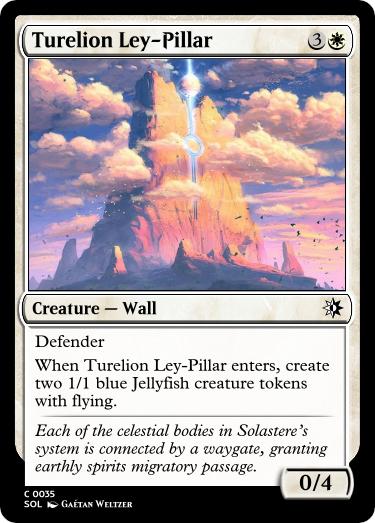 Turelion Ley-Pillar 3
Creature — Wall
Defender
When Turelion Ley-Pillar enters, create
two 1/1 blue Jellyfish creature tokens
with flying.
Each of the celestial bodies in Solastere's
system is connected by a waygate, granting
earthly spirits migratory passage.
0/4
C 0035
SOL Gaétan Weltzer